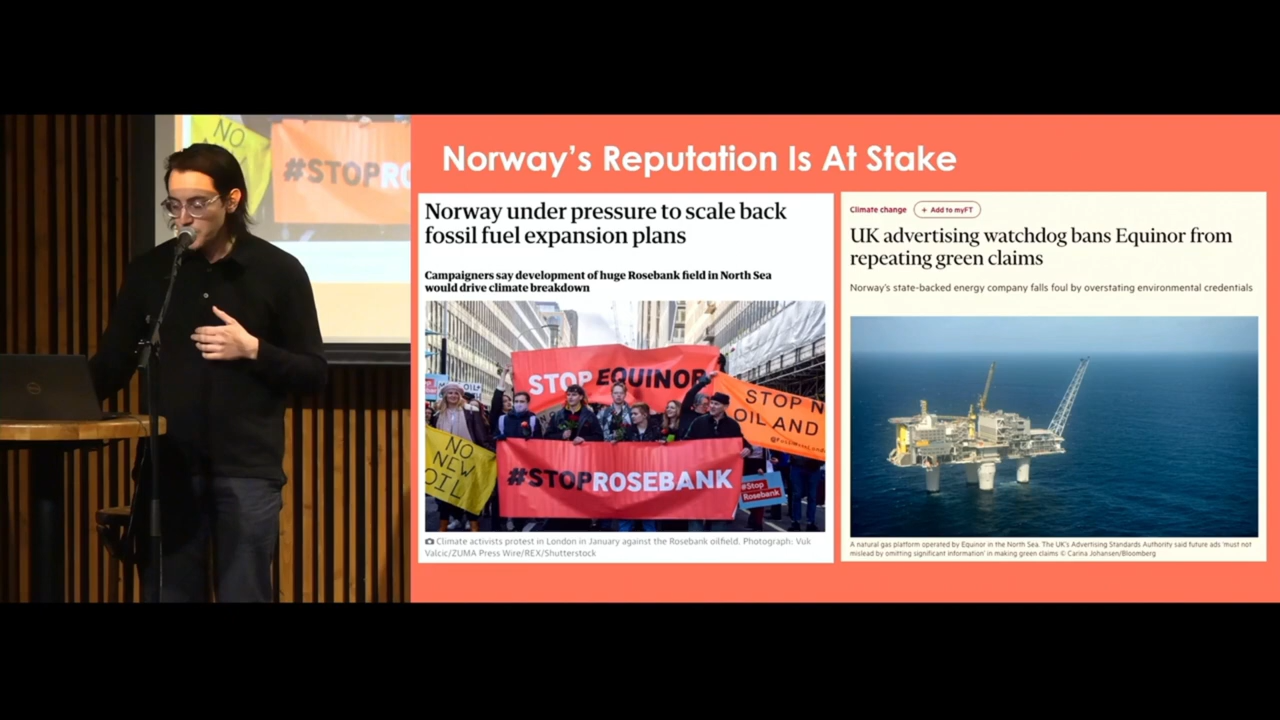 NO
#STOPRO
Norway's Reputation Is At Stake
Norway under pressure to scale back
fossil fuel expansion plans
Campaigners say development of huge Rosebank field in North Sea
would drive climate breakdown
STOP EQUINOR
STOP N
OIL AND
NO
NEW
OIL
#STOPROSEBANK
#Stop
Rosebank
Climate activists protest in London in January against the Rosebank oilfield. Photograph: Vuk
Valcic/ZUMA Press Wire/REX/Shutterstock
Climate change
+ Add to myFT
UK advertising watchdog bans Equinor from
repeating green claims
Norway's state-backed energy company falls foul by overstating environmental credentials
A natural gas platform operated by Equinor in the North Sea. The UK's Advertising Standards Authority said future ads 'must not
mislead by omitting significant information' in making green claims © Carina Johansen/Bloomberg